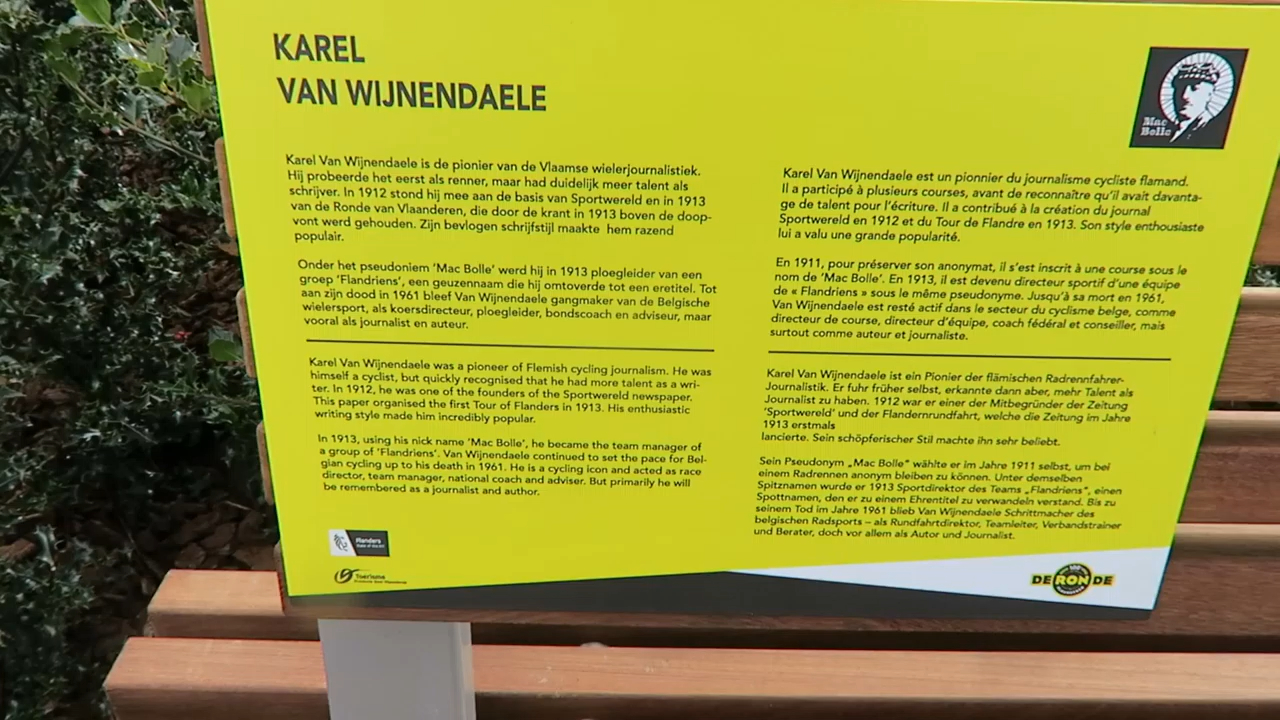 KAREL
VAN WIJNENDAELE
Mac
Bolle
Karel Van Wijnendaele is de pionier van de Vlaamse wielerjournalistiek.
Hij probeerde het eerst als renner, maar had duidelijk meer talent als
schrijver. In 1912 stond hij mee aan de basis van Sportwereld en in 1913
van de Ronde van Vlaanderen, die door de krant in 1913 boven de doop-
vont werd gehouden. Zijn bevlogen schrijfstijl maakte hem razend
populair.
Onder het pseudoniem 'Mac Bolle' werd hij in 1913 ploegleider van een
groep 'Flandriens', een geuzennaam die hij omtoverde tot een eretitel. Tot
aan zijn dood in 1961 bleef Van Wijnendaele gangmaker van de Belgische
wielersport, als koersdirecteur, ploegleider, bondscoach en adviseur, maar
vooral als journalist en auteur.
Karel Van Wijnendaele est un pionnier du journalisme cycliste flamand.
Il a participé à plusieurs courses, avant de reconnaître qu'il avait davanta-
ge de talent pour l'écriture. Il a contribué à la création du journal
Sportwereld en 1912 et du Tour de Flandre en 1913. Son style enthousiaste
lui a valu une grande popularité.
En 1911, pour préserver son anonymat, il s'est inscrit à une course sous le
nom de 'Mac Bolle'. En 1913, il est devenu directeur sportif d'une équipe
de « Flandriens » sous le même pseudonyme. Jusqu'à sa mort en 1961,
Van Wijnendaele est resté actif dans le secteur du cyclisme belge, comme
directeur de course, directeur d'équipe, coach fédéral et conseiller, mais
surtout comme auteur et journaliste.
Karel Van Wijnendaele was a pioneer of Flemish cycling journalism. He was
himself a cyclist, but quickly recognised that he had more talent as a wri-
ter. In 1912, he was one of the founders of the Sportwereld newspaper.
This paper organised the first Tour of Flanders in 1913. His enthusiastic
writing style made him incredibly popular.
In 1913, using his nick name 'Mac Bolle', he became the team manager of
a group of 'Flandriens'. Van Wijnendaele continued to set the pace for Bel-
gian cycling up to his death in 1961. He is a cycling icon and acted as race
director, team manager, national coach and adviser. But primarily he will
be remembered as a journalist and author.
Karel Van Wijnendaele ist ein Pionier der flämischen Radrennfahrer-
Journalistik. Er fuhr früher selbst, erkannte dann aber, mehr Talent als
Journalist zu haben. 1912 war er einer der Mitbegründer der Zeitung
'Sportwereld' und der Flandernrundfahrt, welche die Zeitung im Jahre
1913 erstmals
lancierte. Sein schöpferischer Stil machte ihn sehr beliebt.
Sein Pseudonym „Mac Bolle" wählte er im Jahre 1911 selbst, um bei
einem Radrennen anonym bleiben zu können. Unter demselben
Spitznamen wurde er 1913 Sportdirektor des Teams „Flandriens", einen
Spottnamen, den er zu einem Ehrentitel zu verwandeln verstand. Bis zu
seinem Tod im Jahre 1961 blieb Van Wijnendaele Schrittmacher des
belgischen Radsports – als Rundfahrtdirektor, Teamleiter, Verbandstrainer
und Berater, doch vor allem als Autor und Journalist.
Flanders
Toerisme
DE RON DE